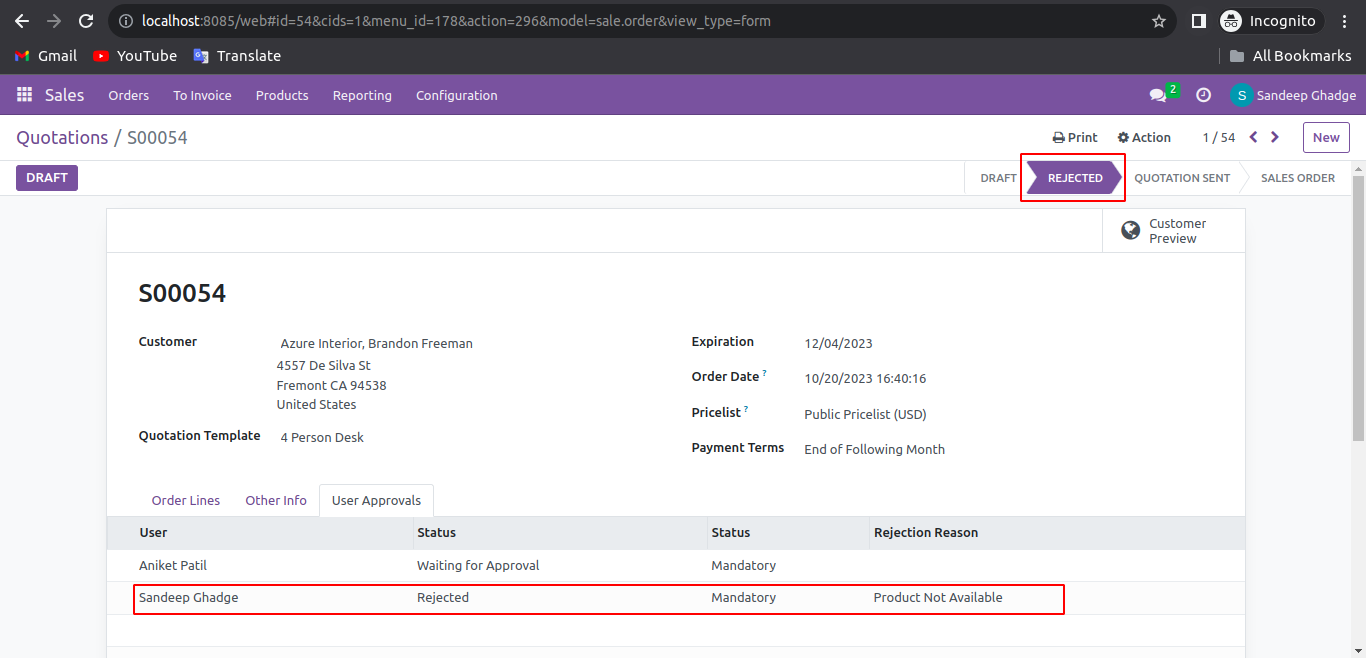 localhost:8085/web#id=54&cids=1&menu_id=178&action=296&model=sale.order&view_type=form
Incognito
Gmail YouTube Translate All Bookmarks
Sales Orders To Invoice Products Reporting Configuration 2 S Sandeep Ghadge
Quotations / S00054 Print Action 1 / 54 New
DRAFT DRAFT REJECTED QUOTATION SENT SALES ORDER
Customer
Preview
S00054
Customer Azure Interior, Brandon Freeman
4557 De Silva St
Fremont CA 94538
United States
Quotation Template 4 Person Desk
Expiration 12/04/2023
Order Date ? 10/20/2023 16:40:16
Pricelist ? Public Pricelist (USD)
Payment Terms End of Following Month
Order Lines Other Info User Approvals
User Status Status Rejection Reason
Aniket Patil Waiting for Approval Mandatory
Sandeep Ghadge Rejected Mandatory Product Not Available